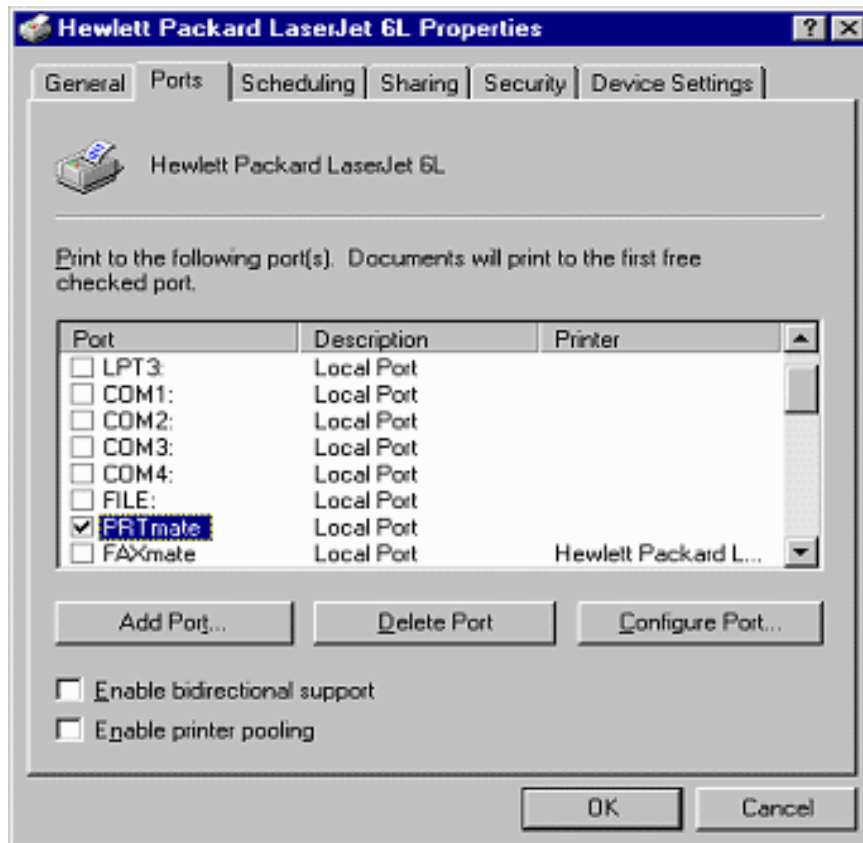 Hewlett Packard LaserJet 6L Properties
General Ports Scheduling Sharing Security Device Settings
Hewlett Packard LaserJet 6L
Print to the following port(s). Documents will print to the first free
checked port.
Port Description Printer
LPT3: Local Port
COM1: Local Port
COM2: Local Port
COM3: Local Port
COM4: Local Port
FILE: Local Port
PRTmate Local Port
FAXmate Local Port Hewlett Packard L...
Add Port... Delete Port Configure Port...
Enable bidirectional support
Enable printer pooling
OK Cancel